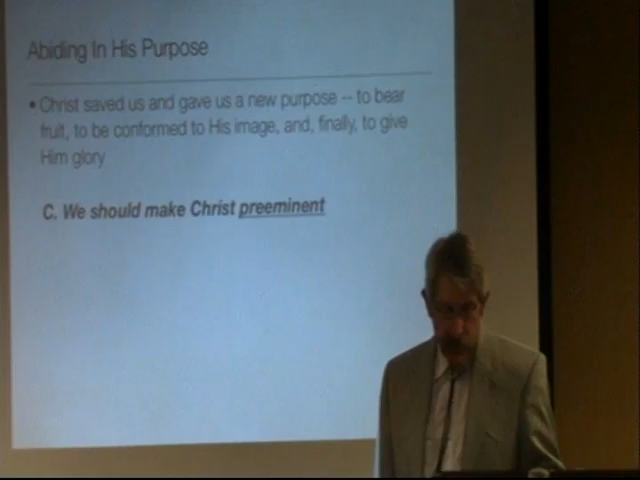 Abiding In His Purpose
• Christ saved us and gave us a new purpose -- to bear
fruit, to be conformed to His image, and, finally, to give
Him glory
C. We should make Christ preeminent